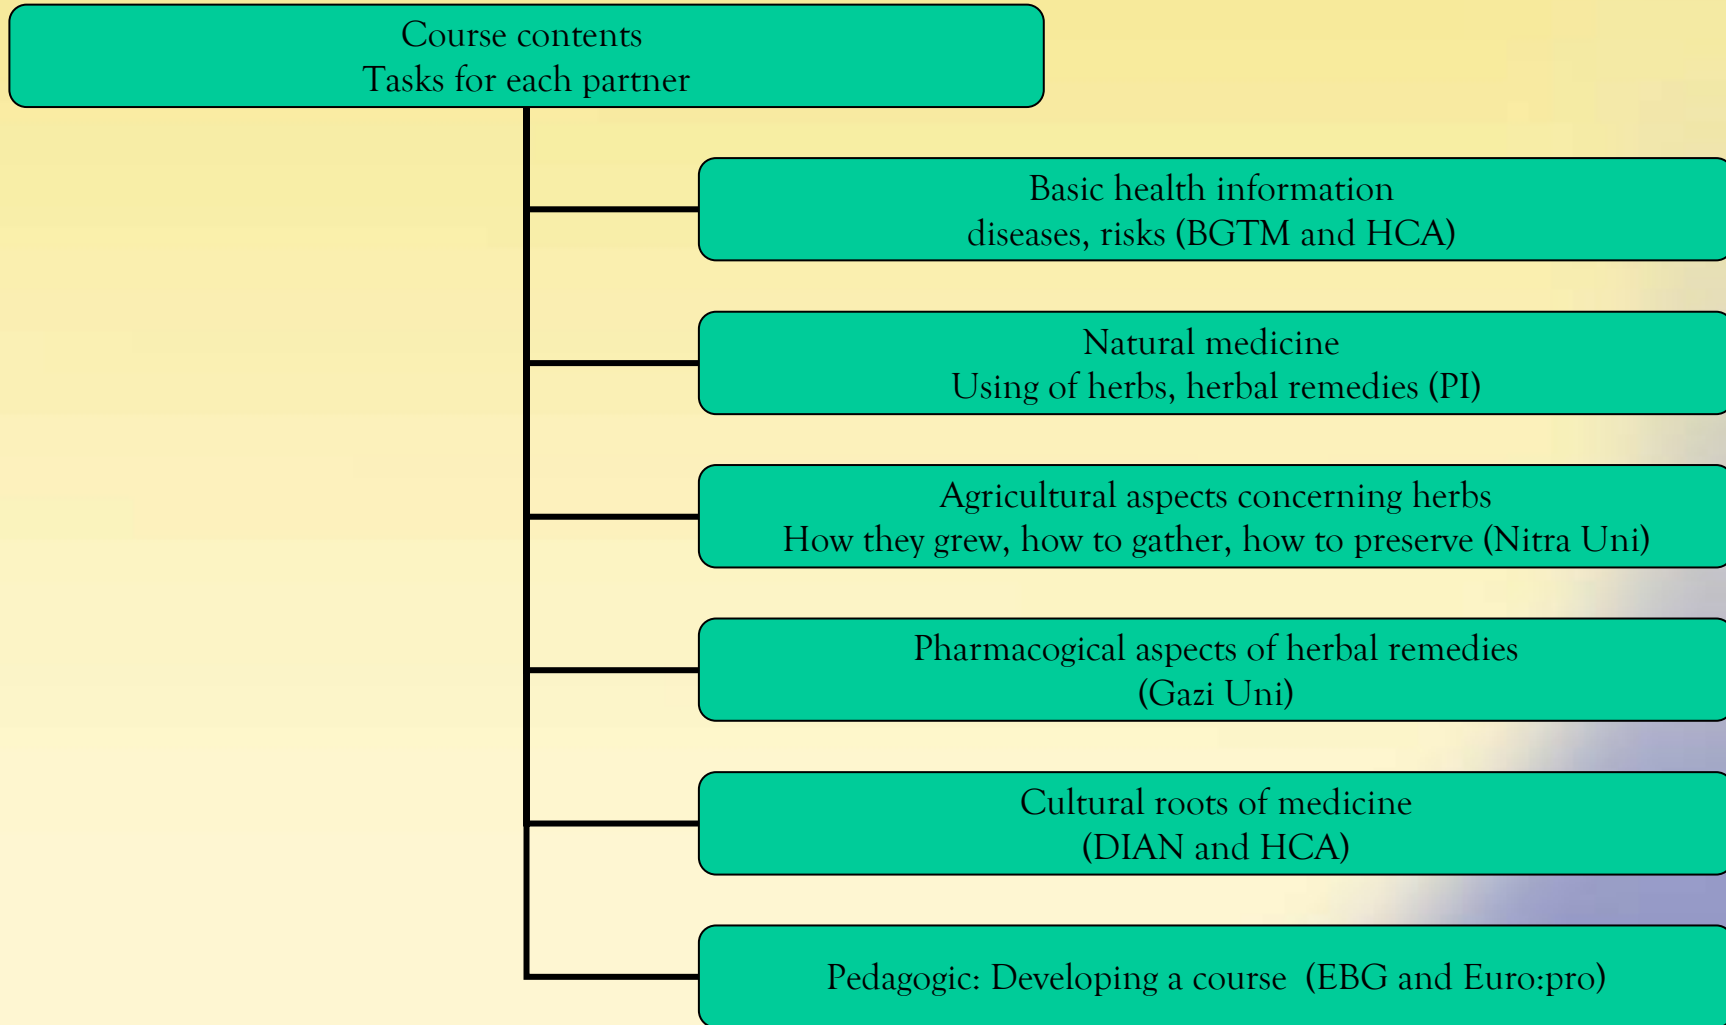 Course contents
Tasks for each partner
Basic health information
diseases, risks (BGTM and HCA)
Natural medicine
Using of herbs, herbal remedies (PI)
Agricultural aspects concerning herbs
How they grew, how to gather, how to preserve (Nitra Uni)
Pharmacogical aspects of herbal remedies
(Gazi Uni)
Cultural roots of medicine
(DIAN and HCA)
Pedagogic: Developing a course (EBG and Euro:pro)